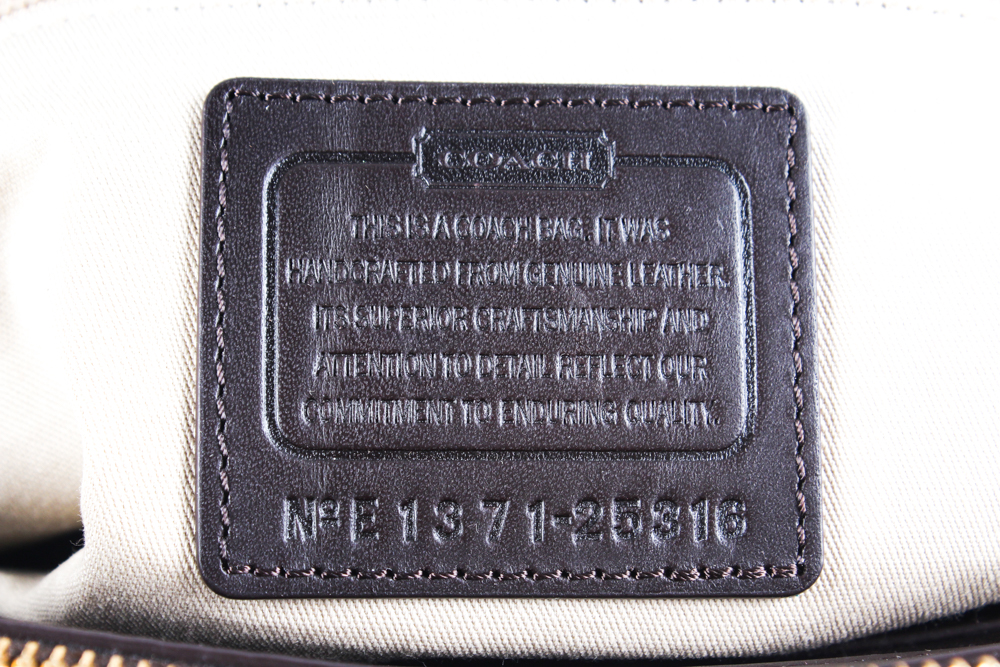 COACH
THIS IS A COACH BAG. IT WAS
HANDCRAFTED FROM GENUINE LEATHER.
ITS SUPERIOR CRAFTSMANSHIP AND
ATTENTION TO DETAIL REFLECT OUR
COMMITMENT TO ENDURING QUALITY.
Nº E1371-25316